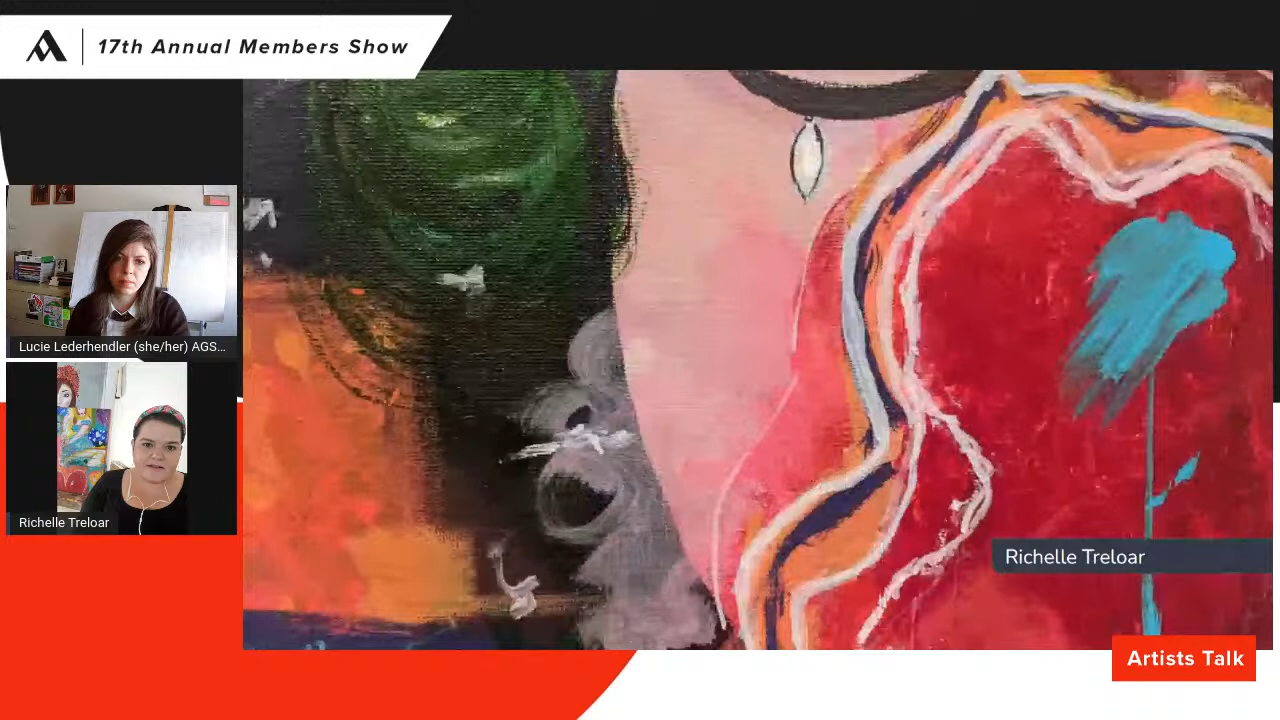 17th Annual Members Show
Lucie Lederhendler (she/her) AGS...
Richelle Treloar
Richelle Treloar
Artists Talk